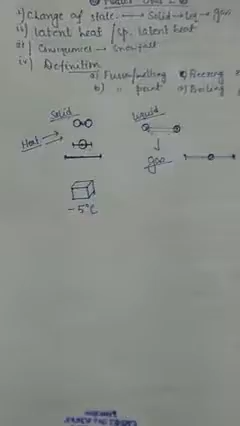 i) Change of state. Solid → liq → gas
ii) latent heat / sp. latent heat
iii) → Snowfall
iv) Definition
a) Fusion/melting
b) " point Boiling
Solid
Liquid
Heat
gas
-5°C